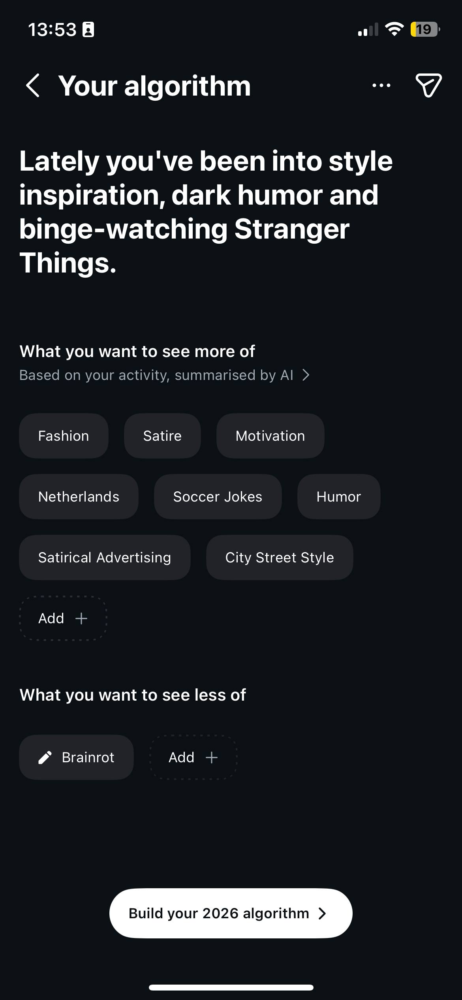 13:53
19
Your algorithm
Lately you've been into style
inspiration, dark humor and
binge-watching Stranger
Things.
What you want to see more of
Based on your activity, summarised by AI
Fashion
Satire
Motivation
Netherlands
Soccer Jokes
Humor
Satirical Advertising
City Street Style
Add
What you want to see less of
Brainrot
Add
Build your 2026 algorithm